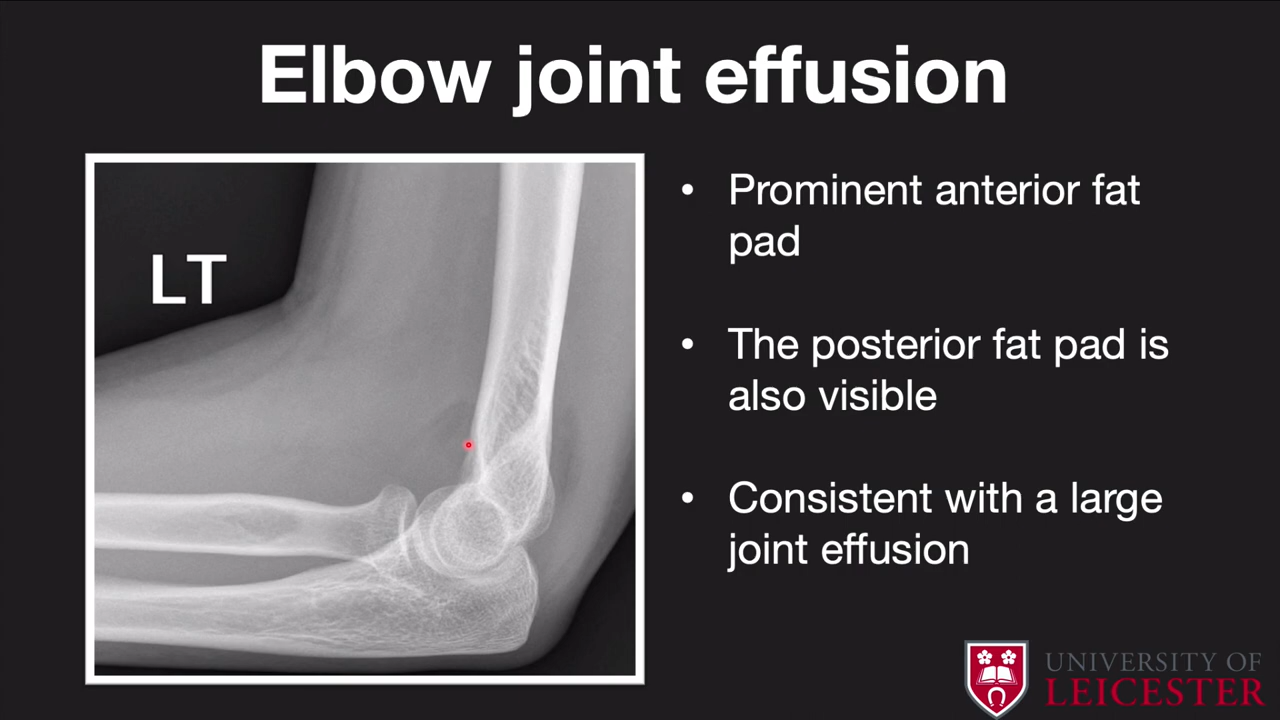 Elbow joint effusion
LT
• Prominent anterior fat
pad
• The posterior fat pad is
also visible
• Consistent with a large
joint effusion
UNIVERSITY OF
LEICESTER